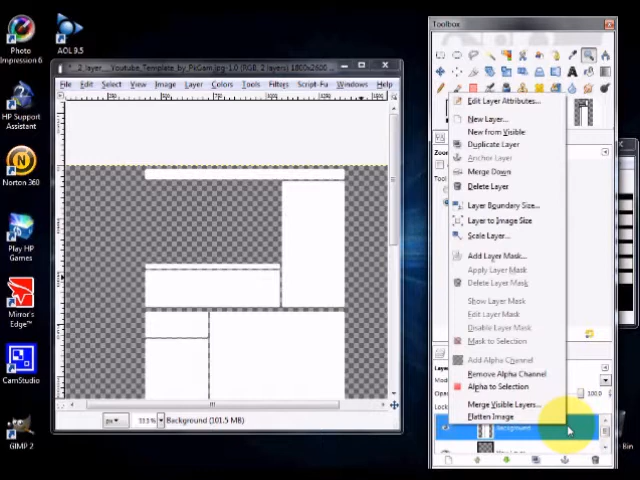 Photo
Impression 6
AOL 9.5
HP Support
Assistant
Norton 360
Play HP
Games
Mirror's
Edge™
CamStudio
GIMP 2
Bin
File Edit Select View Image Layer Colors Tools Filters Script-Fu Windows
px
Background (101.5 MB)
Toolbox
Edit Layer Attributes...
New Layer...
New from Visible
Duplicate Layer
Anchor Layer
Merge Down
Delete Layer
Layer Boundary Size...
Layer to Image Size
Scale Layer...
Add Layer Mask...
Apply Layer Mask
Delete Layer Mask
Show Layer Mask
Edit Layer Mask
Disable Layer Mask
Mask to Selection
Add Alpha Channel
Remove Alpha Channel
Alpha to Selection
Merge Visible Layers...
Flatten Image
100.0
Background